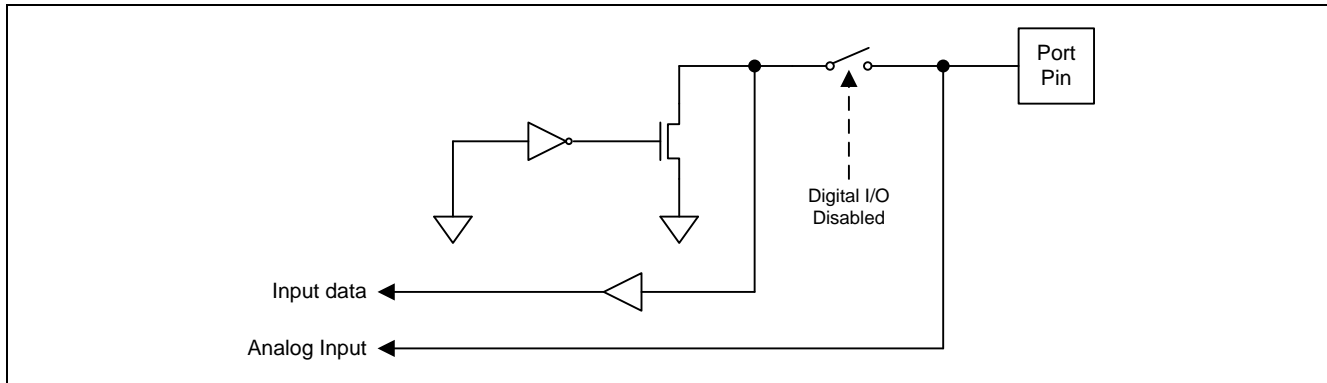 Port
Pin
Digital I/O
Disabled
Input data
Analog Input